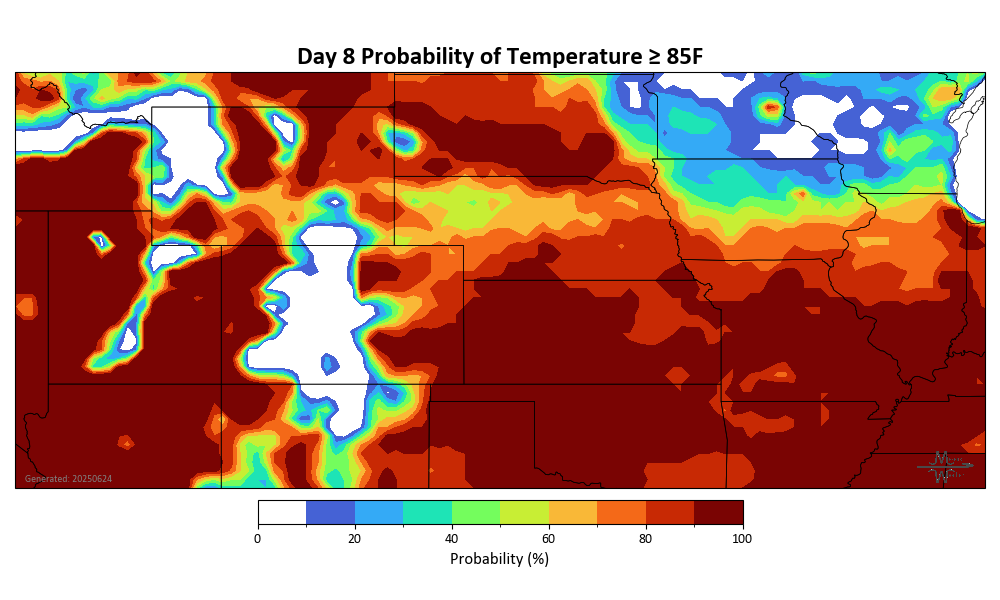 Day 8 Probability of Temperature ≥ 85F
Generated: 20250624
0 20 40 60 80 100
Probability (%)